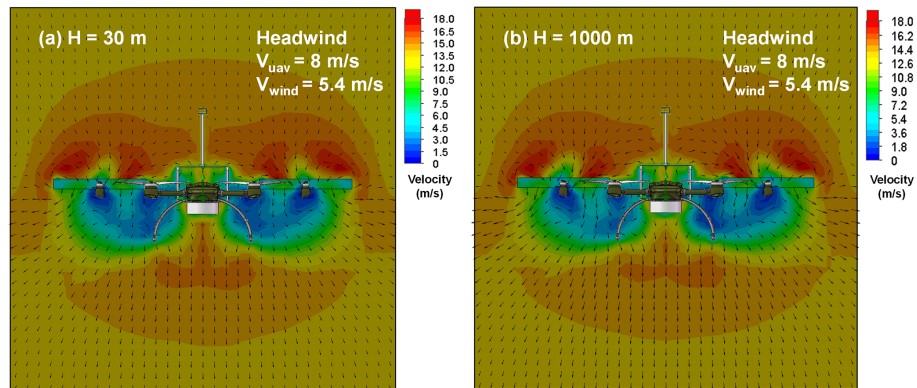 (a) H = 30 m
Headwind
Vuav = 8 m/s
Vwind = 5.4 m/s
18.0
16.5
15.0
13.5
12.0
10.5
9.0
7.5
6.0
4.5
3.0
1.5
0
Velocity
(m/s)
(b) H = 1000 m
Headwind
Vuav = 8 m/s
Vwind = 5.4 m/s
18.0
16.2
14.4
12.6
10.8
9.0
7.2
5.4
3.6
1.8
0
Velocity
(m/s)